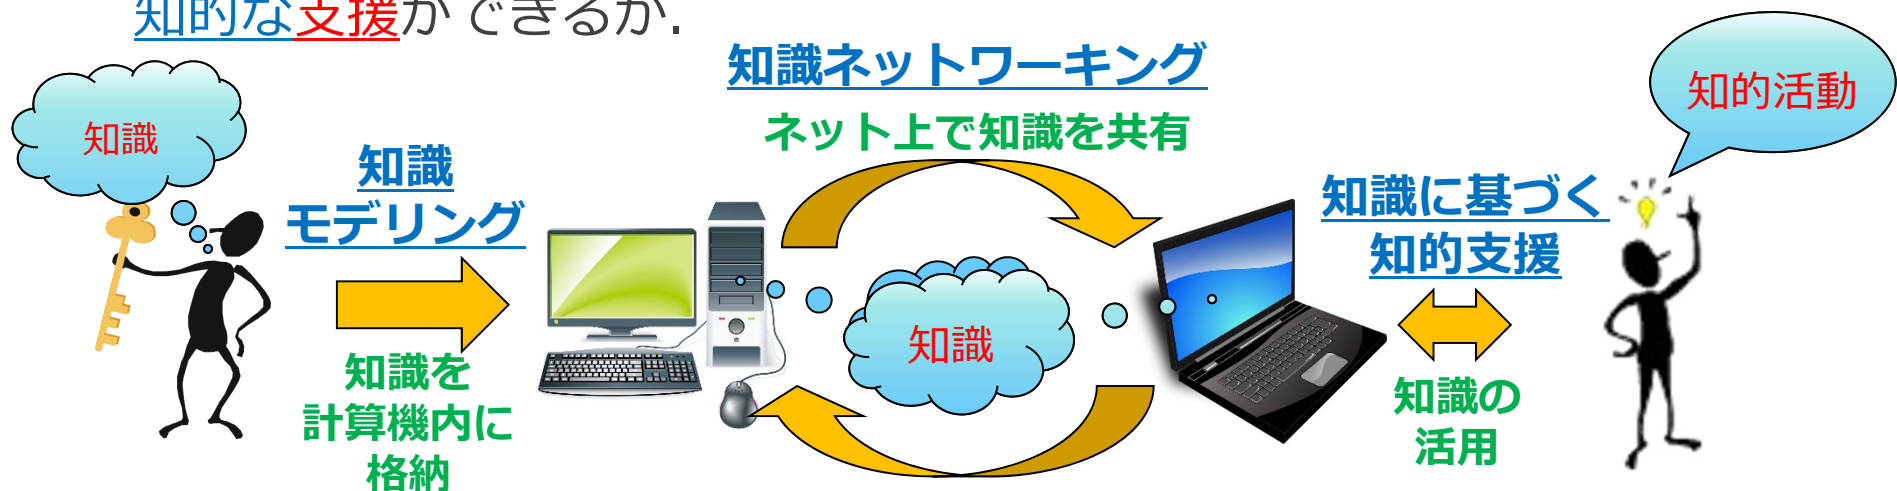 知的な支援ができるか.
知識
知識
モデリング
知識を
計算機内に
格納
知識ネットワーキング
ネット上で知識を共有
知識
知識に基づく
知的支援
知識の
活用
知的活動